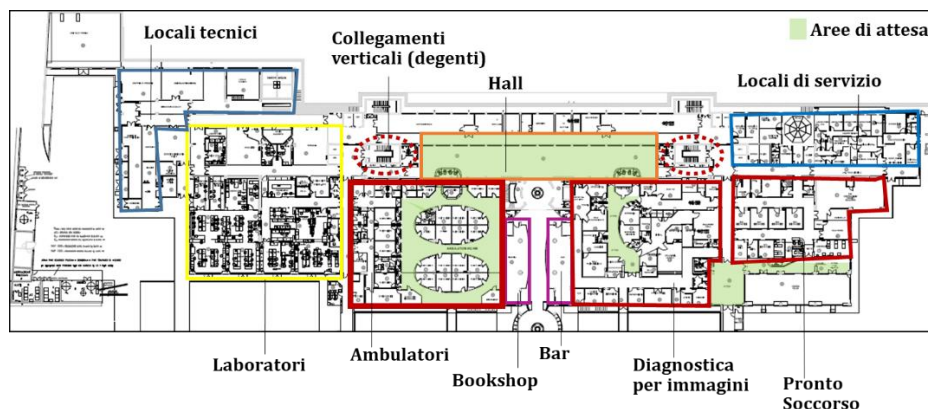 Locali tecnici
Collegamenti
verticali (degenti)
Hall
Aree di attesa
Locali di servizio
Laboratori
Ambulatori
Bookshop
Bar
Diagnostica
per immagini
Pronto
Soccorso